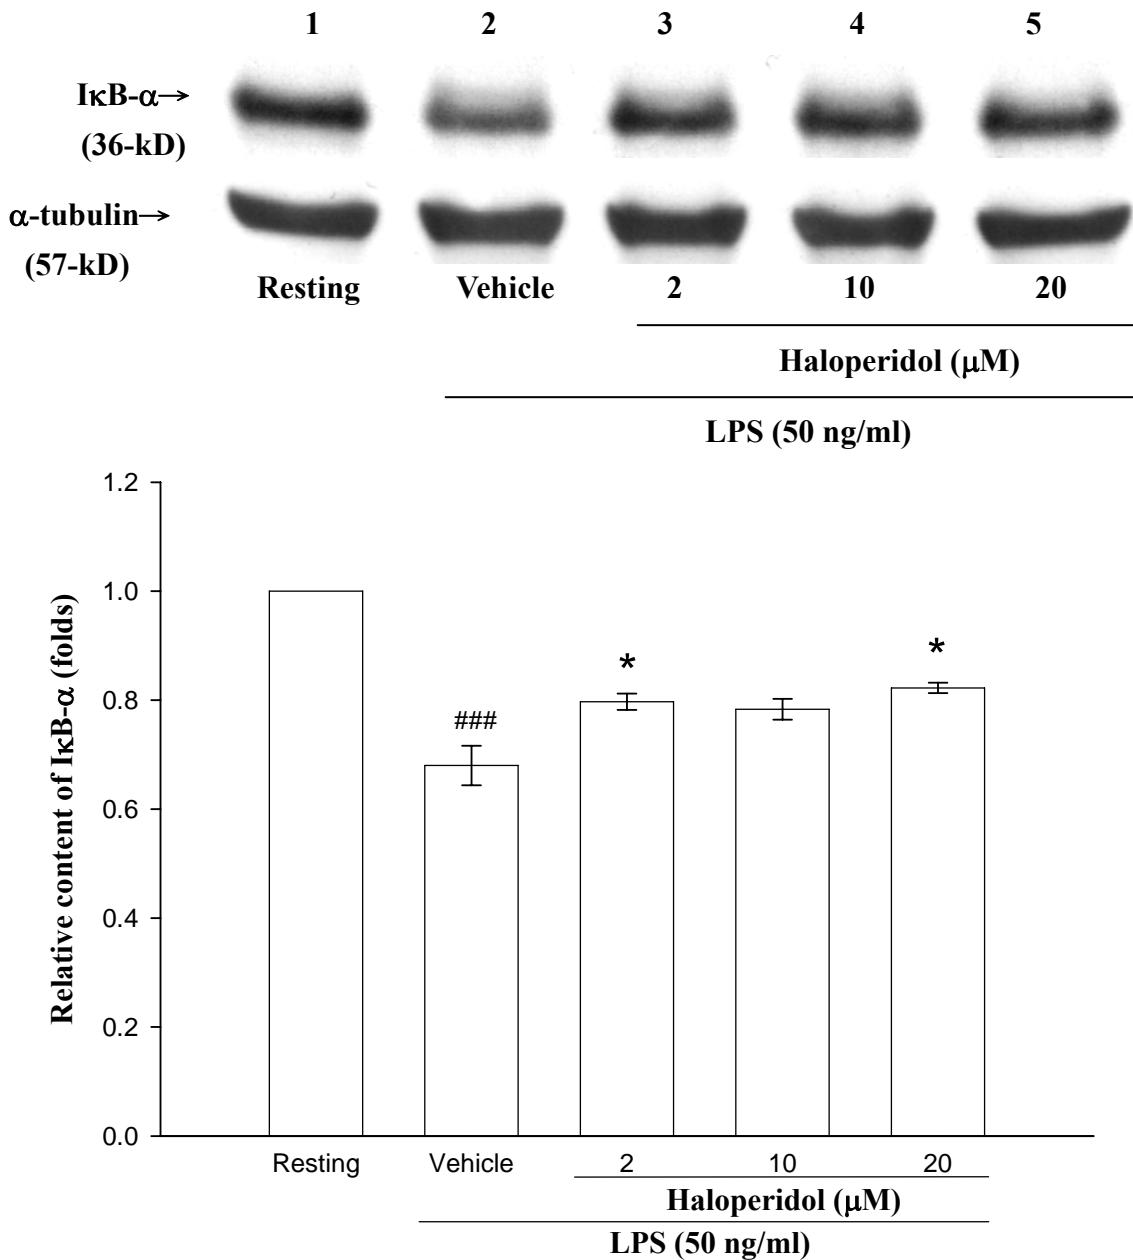 1 2 3 4 5
IκB-α→
(36-kD)
α-tubulin→
(57-kD)
Resting Vehicle 2 10 20
Haloperidol (μM)
LPS (50 ng/ml)
1.2
1.0
0.8
0.6
0.4
0.2
0.0
Relative content of IκB-α (folds)
###
*
*
Resting Vehicle 2 10 20
Haloperidol (μM)
LPS (50 ng/ml)